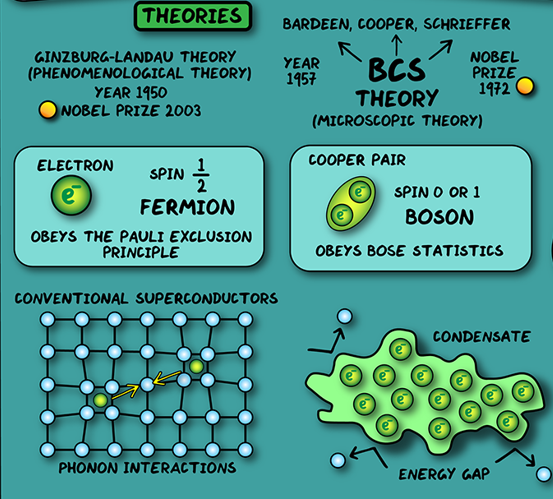 THEORIES
GINZBURG-LANDAU THEORY
(PHENOMENOLOGICAL THEORY)
YEAR 1950
NOBEL PRIZE 2003
BARDEEN, COOPER, SCHRIEFFER
YEAR
1957
BCS
THEORY
(MICROSCOPIC THEORY)
NOBEL
PRIZE
1972
ELECTRON
e⁻
SPIN 1/2
FERMION
OBEYS THE PAULI EXCLUSION
PRINCIPLE
COOPER PAIR
e⁻
e⁻
SPIN 0 OR 1
BOSON
OBEYS BOSE STATISTICS
CONVENTIONAL SUPERCONDUCTORS
PHONON INTERACTIONS
CONDENSATE
e⁻
e⁻ e⁻ e⁻ e⁻ e⁻
e⁻ e⁻ e⁻ e⁻ e⁻
e⁻ e⁻
ENERGY GAP